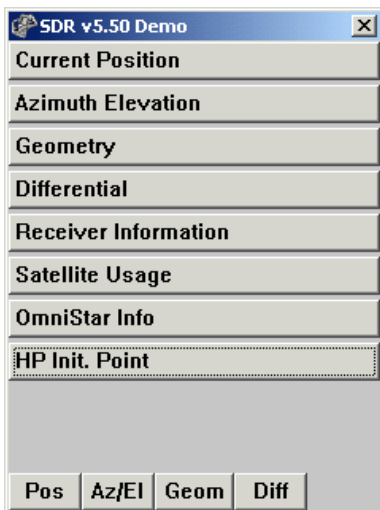 SDR v5.50 Demo
Current Position
Azimuth Elevation
Geometry
Differential
Receiver Information
Satellite Usage
OmniStar Info
HP Init. Point
Pos Az/El Geom Diff